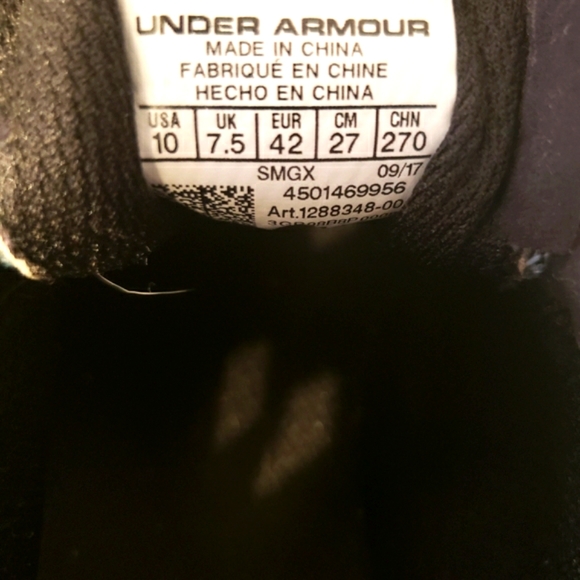 UNDER ARMOUR
MADE IN CHINA
FABRIQUÉ EN CHINE
HECHO EN CHINA
USA UK EUR CM CHN
10 7.5 42 27 270
SMGX 09/17
4501469956
Art.1288348-00